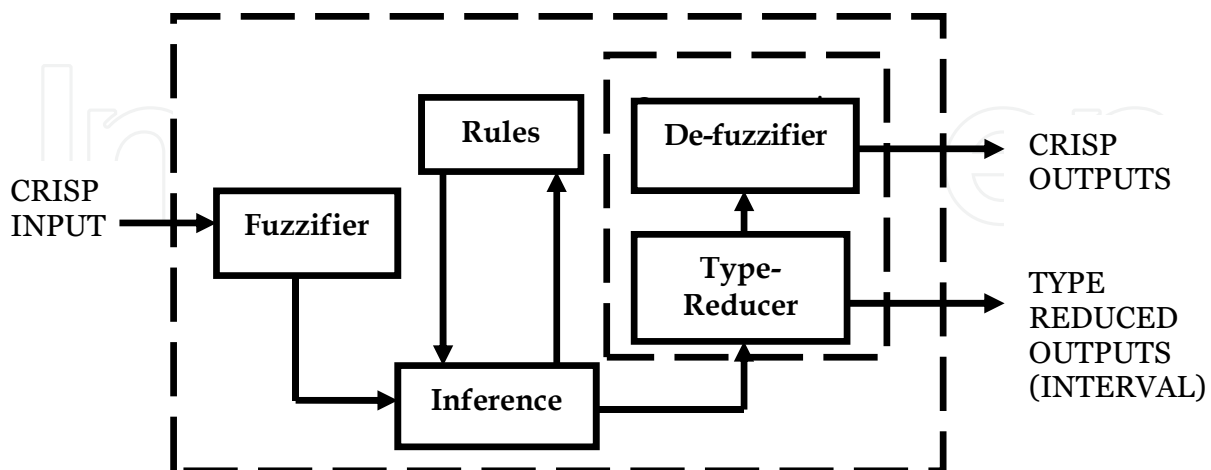 Rules
De-fuzzifier
CRISP
OUTPUTS
CRISP
INPUT
Fuzzifier
Type-
Reducer
TYPE
REDUCED
OUTPUTS
(INTERVAL)
Inference